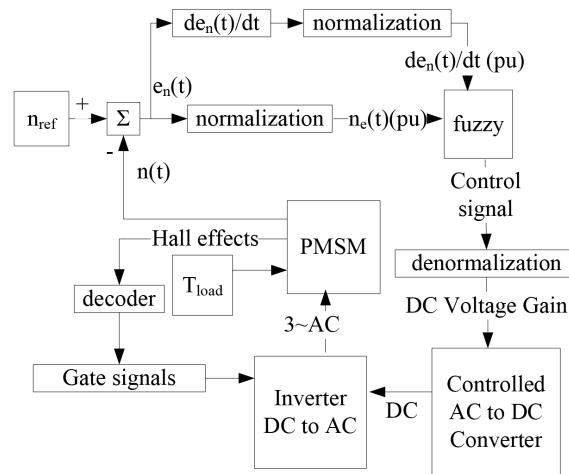 de_n(t)/dt
normalization
de_n(t)/dt (pu)
e_n(t)
n_ref
+
Σ
-
normalization
n_e(t)(pu)
fuzzy
n(t)
Control
signal
Hall effects
PMSM
denormalization
decoder
T_load
DC Voltage Gain
3~AC
Gate signals
Inverter
DC to AC
DC
Controlled
AC to DC
Converter